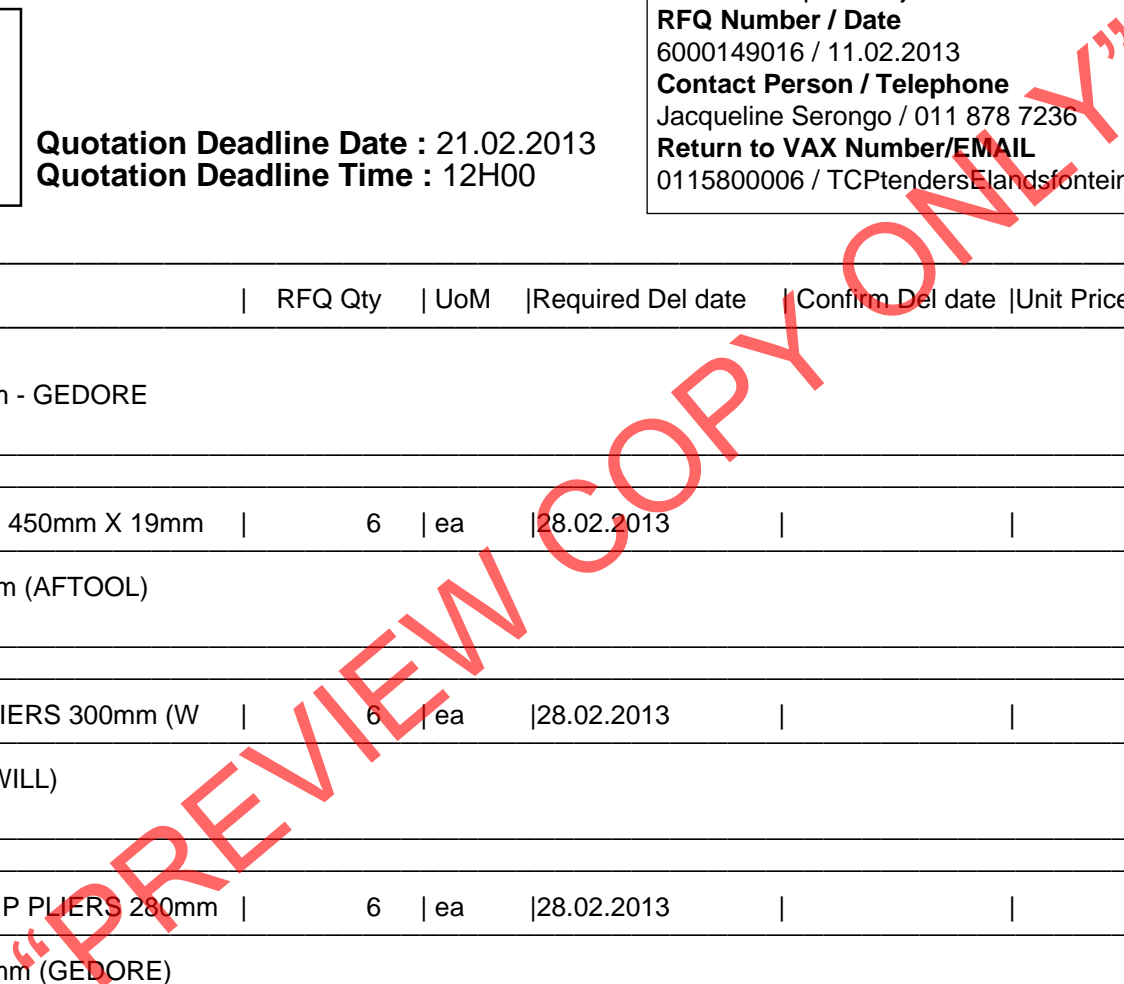 RFQ Number / Date
6000149016 / 11.02.2013
Contact Person / Telephone
Jacqueline Serongo / 011 878 7236
Return to VAX Number/EMAIL
0115800006 / TCPtendersElandsfontein
Quotation Deadline Date : 21.02.2013
Quotation Deadline Time : 12H00
| RFQ Qty | UoM |Required Del date | Confirm Del date |Unit Price
- GEDORE
450mm X 19mm | 6 | ea |28.02.2013 | |
m (AFTOOL)
IERS 300mm (W | 6 | ea |28.02.2013 | |
WILL)
P PLIERS 280mm | 6 | ea |28.02.2013 | |
mm (GEDORE)
“PREVIEW COPY ONLY”